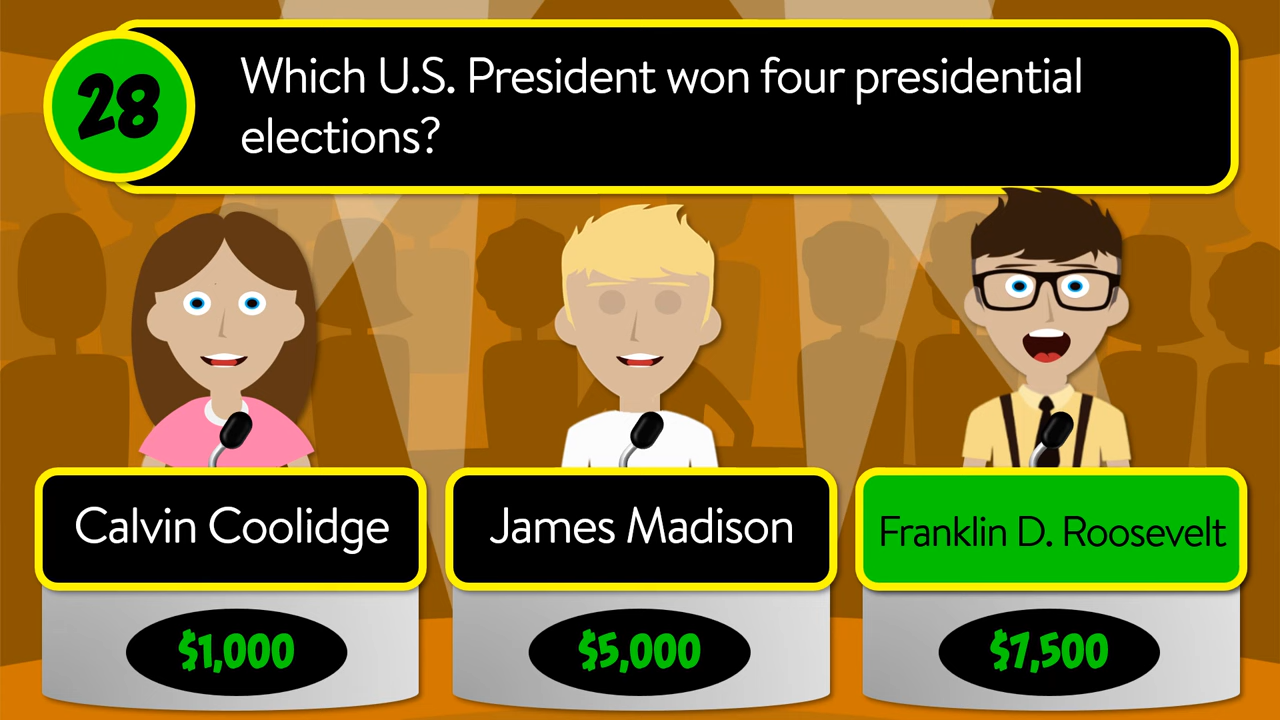 28
Which U.S. President won four presidential
elections?
Calvin Coolidge
James Madison
Franklin D. Roosevelt
$1,000
$5,000
$7,500